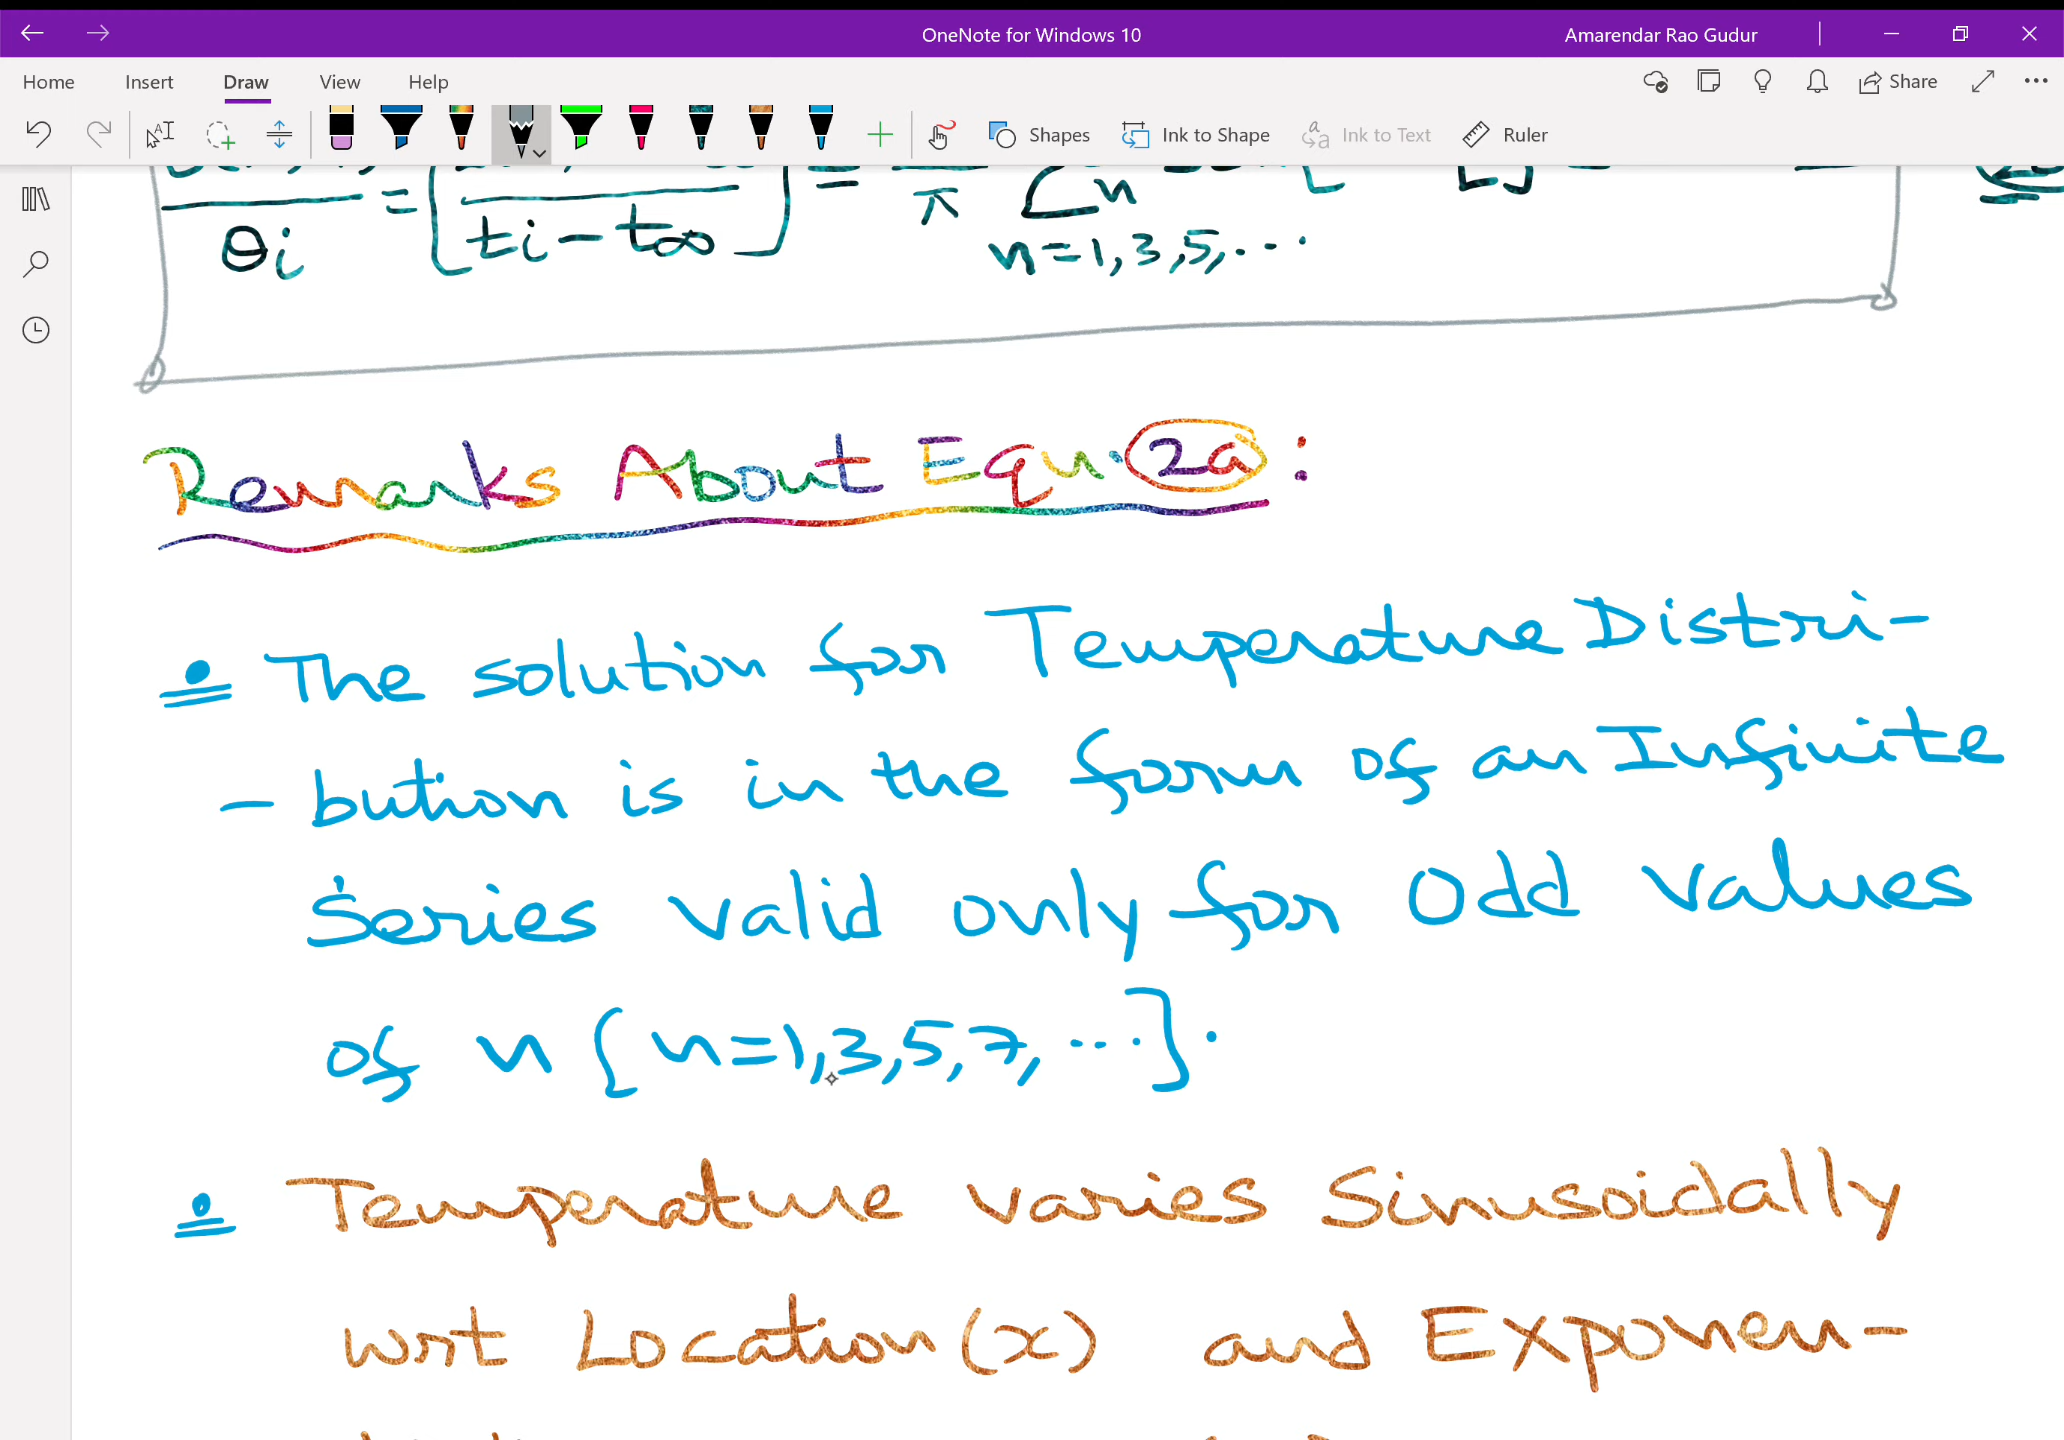 OneNote for Windows 10
Amarendar Rao Gudur
Home Insert Draw View Help
Share
Shapes Ink to Shape Ink to Text Ruler
θi = [ ti - t∞ ] = π Σ n
n=1,3,5,...
Remarks About Equ. 2a :
The solution for Temperature Distri-
- bution is in the form of an Infinite
Series valid only for Odd values
of n [n=1,3,5,7, ...].
Temperature varies Sinusoidally
wrt Location (x) and Exponen-